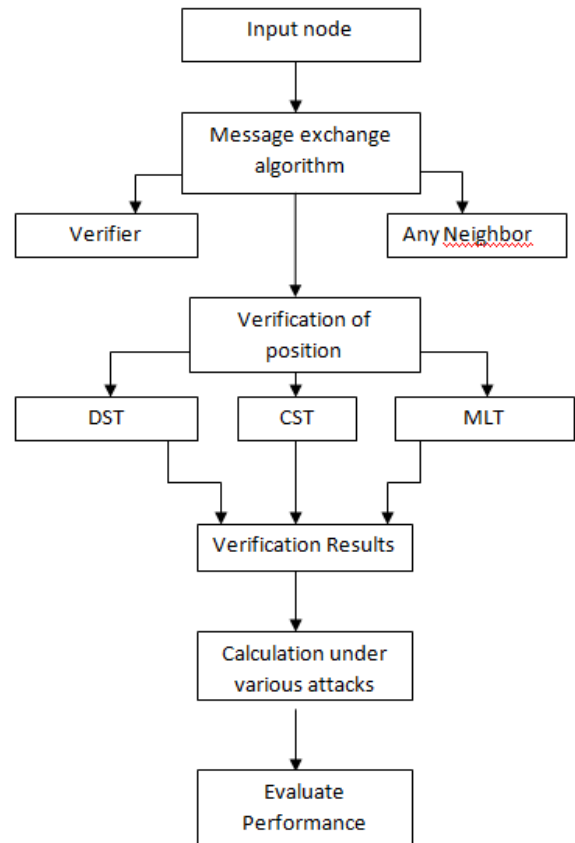 Input node
Message exchange
algorithm
Verifier
Any Neighbor
Verification of
position
DST
CST
MLT
Verification Results
Calculation under
various attacks
Evaluate
Performance